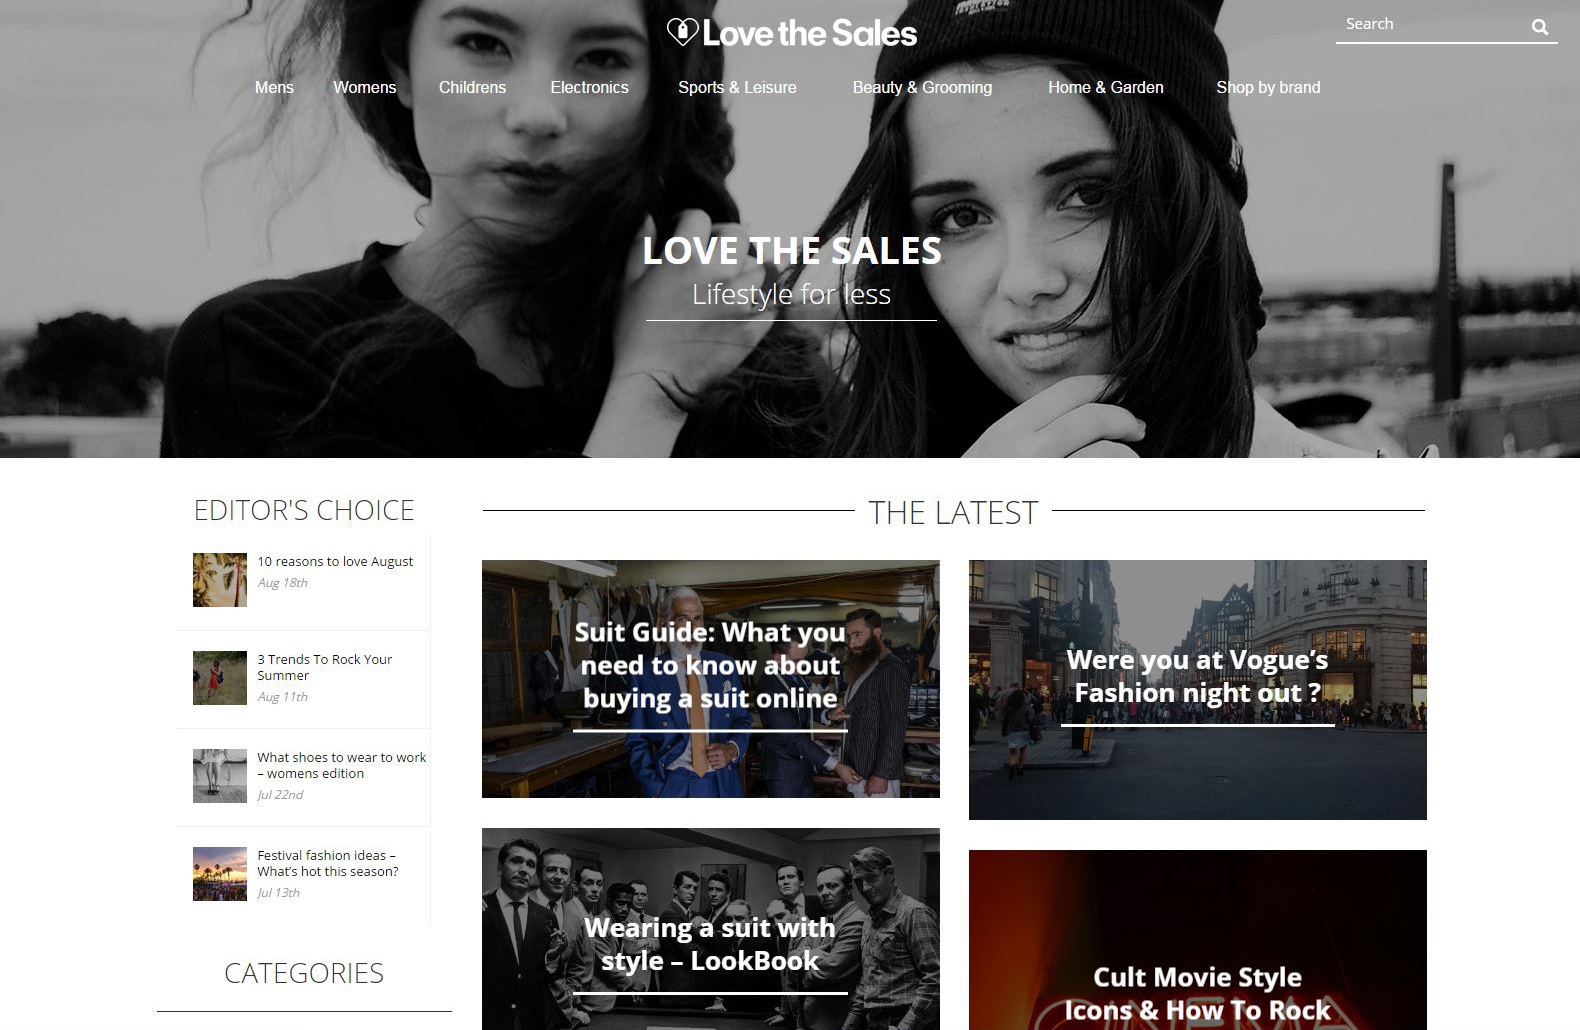 Love the Sales
Search
Mens Womens Childrens Electronics Sports & Leisure Beauty & Grooming Home & Garden Shop by brand
LOVE THE SALES
Lifestyle for less
EDITOR'S CHOICE
10 reasons to love August
Aug 18th
3 Trends To Rock Your
Summer
Aug 11th
What shoes to wear to work
– womens edition
Jul 22nd
Festival fashion ideas –
What’s hot this season?
Jul 13th
CATEGORIES
THE LATEST
Suit Guide: What you
need to know about
buying a suit online
Were you at Vogue’s
Fashion night out ?
Wearing a suit with
style – LookBook
Cult Movie Style
Icons & How To Rock
CINEMA